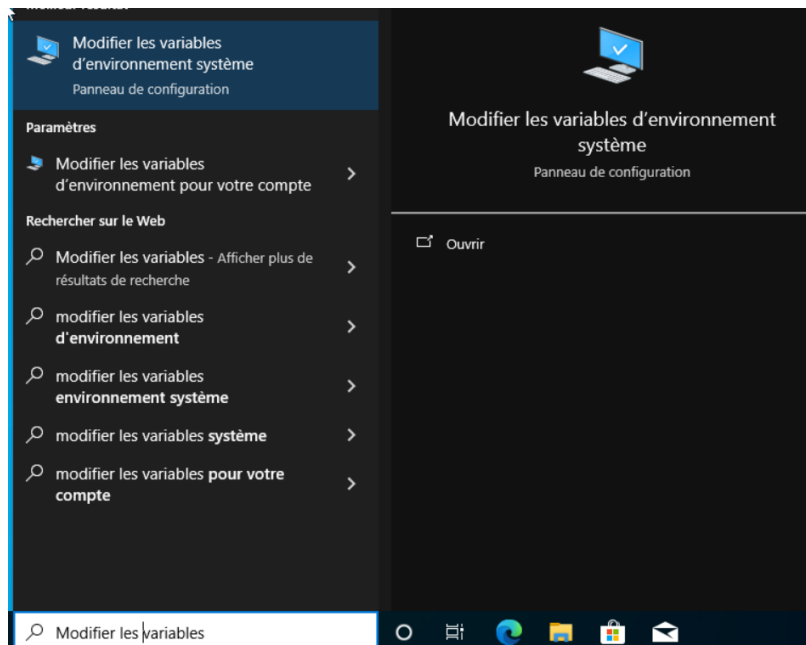 Modifier les variables
d'environnement système
Panneau de configuration
Paramètres
Modifier les variables
d'environnement pour votre compte
Rechercher sur le Web
Modifier les variables - Afficher plus de
résultats de recherche
modifier les variables
d'environnement
modifier les variables
environnement système
modifier les variables système
modifier les variables pour votre
compte
Modifier les variables
Modifier les variables d'environnement
système
Panneau de configuration
Ouvrir